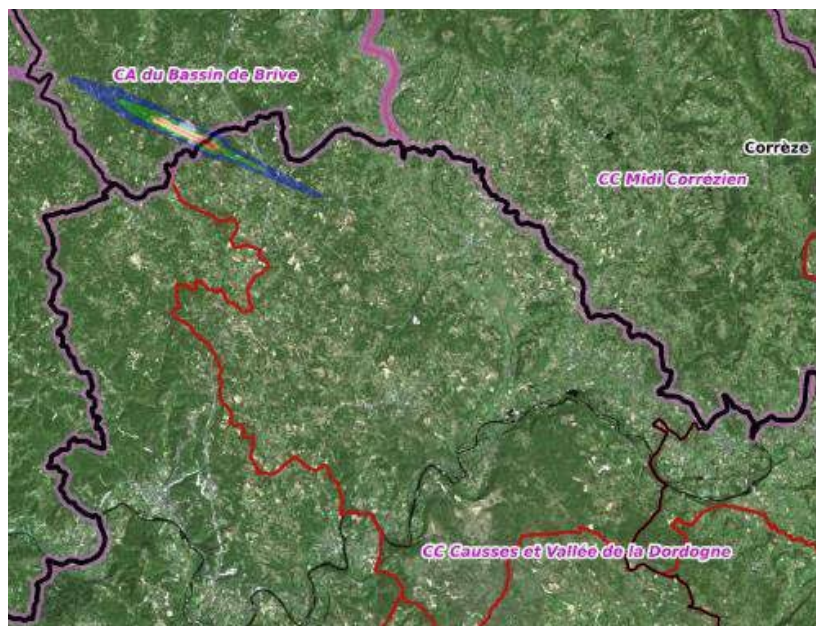 CA du Bassin de Brive
Corrèze
CC Midi Corrézien
CC Causses et Vallée de la Dordogne